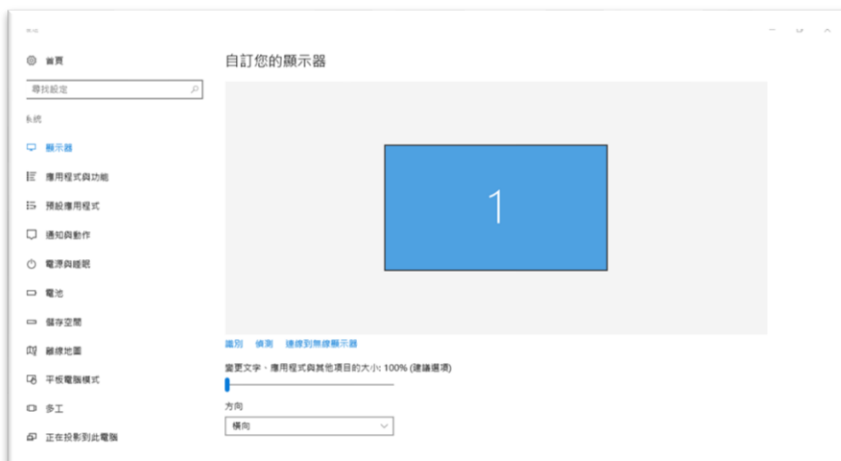 首頁
尋找設定
系統
顯示器
應用程式與功能
預設應用程式
通知與動作
電源與睡眠
電池
儲存空間
離線地圖
平板電腦模式
多工
正在投影到此電腦
自訂您的顯示器
1
識別 偵測 連線到無線顯示器
變更文字、應用程式與其他項目的大小: 100% (建議選項)
方向
橫向